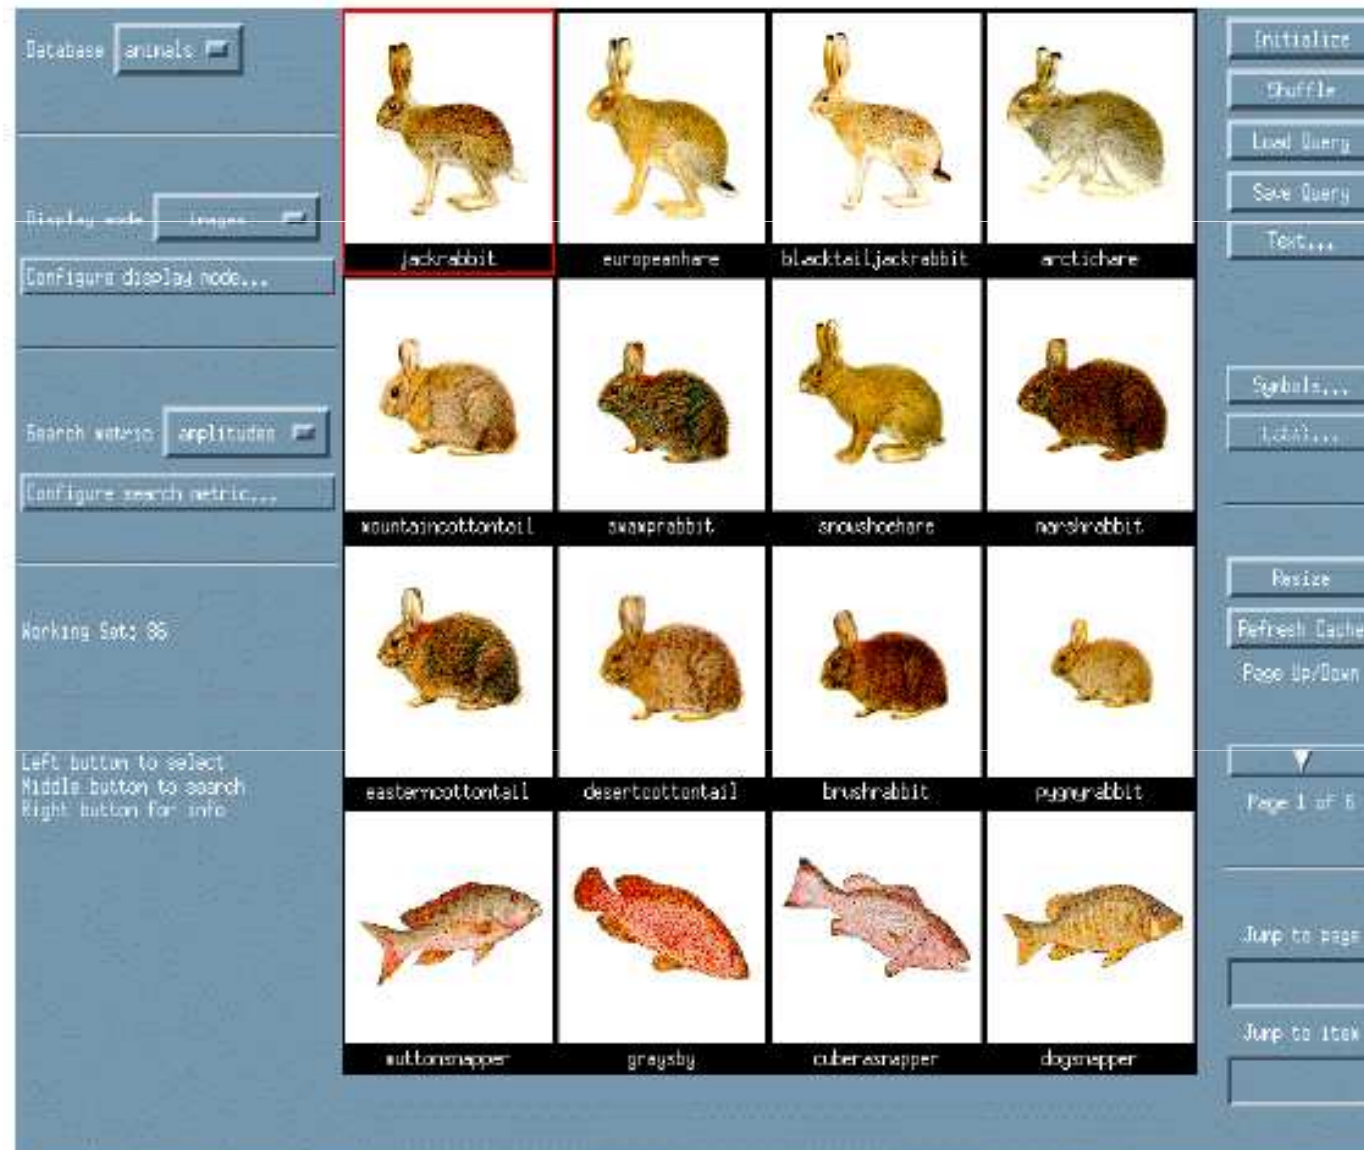 Database animals
Display mode images
Configure display mode...
Search metric amplitudes
Configure search metric...
Working Set: 86
Left button to select
Middle button to search
Right button for info
jackrabbit
europeanhare
blacktailjackrabbit
arctichare
mountaincottontail
swamprabbit
snowshoehare
marshrabbit
easterncottontail
desertcottontail
brushrabbit
pygmyrabbit
muttonsnapper
graysby
cuberasnapper
dogsnapper
Initialize
Shuffle
Load Query
Save Query
Text...
Symbols...
Label...
Resize
Refresh Cache
Page Up/Down
Page 1 of 6
Jump to page
Jump to item